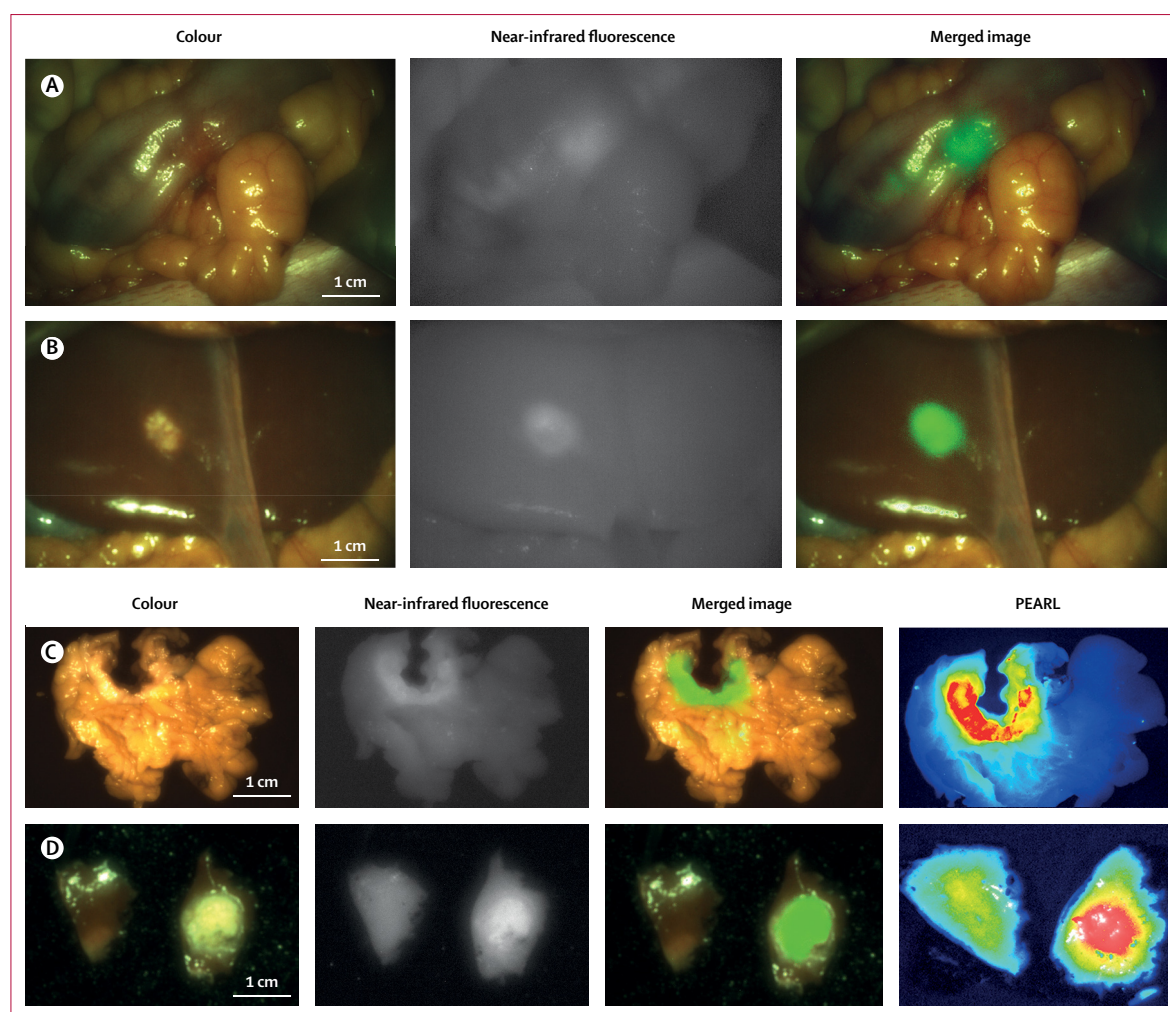 Colour Near-infrared fluorescence Merged image
A
1 cm
B
1 cm
Colour Near-infrared fluorescence Merged image PEARL
C
1 cm
D
1 cm